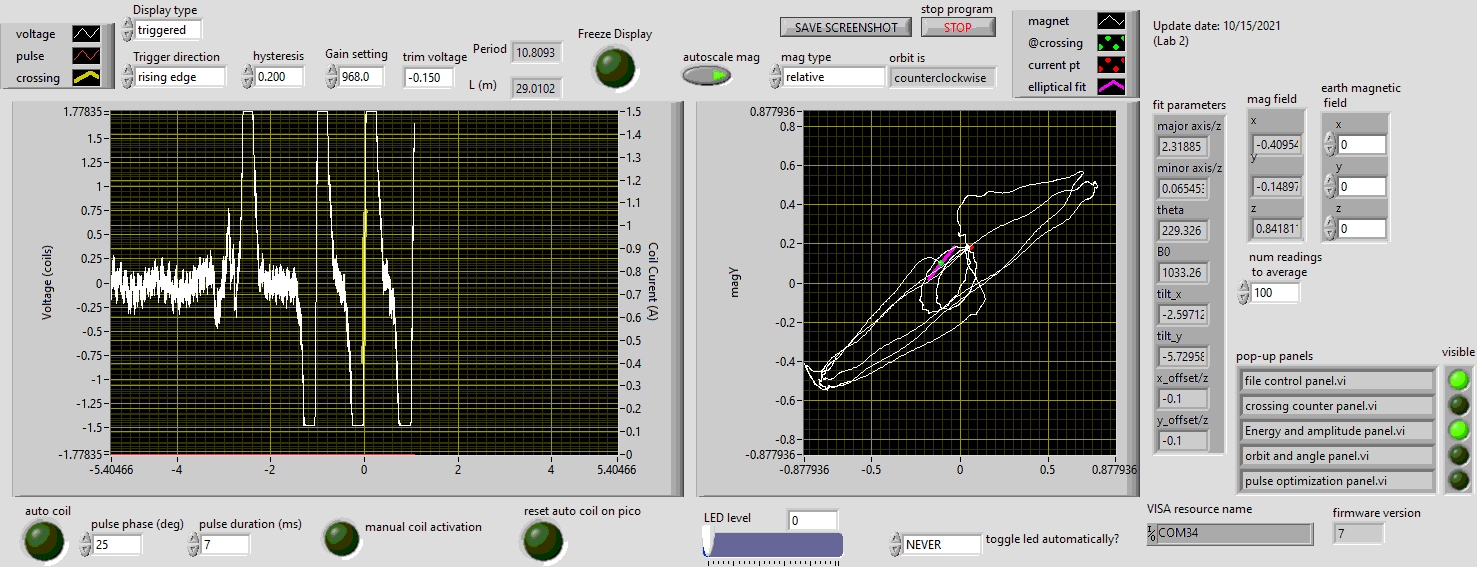 voltage
pulse
crossing
Display type
triggered
Trigger direction
rising edge
hysteresis
0.200
Gain setting
968.0
trim voltage
-0.150
Period
10.8093
L (m)
29.0102
Freeze Display
autoscale mag
SAVE SCREENSHOT
stop program
STOP
mag type
relative
orbit is
counterclockwise
magnet
@crossing
current pt
elliptical fit
Update date: 10/15/2021
(Lab 2)
Voltage (coils)
1.77835
1.5
1.25
1
0.75
0.5
0.25
0
-0.25
-0.5
-0.75
-1
-1.25
-1.5
-1.77835
-5.40466
-4
-2
0
2
4
5.40466
1.5
1.4
1.3
1.2
1.1
1
0.9
0.8
0.7
0.6
0.5
0.4
0.3
0.2
0.1
0
Coil Curent (A)
magy
0.877936
0.8
0.6
0.4
0.2
0
-0.2
-0.4
-0.6
-0.8
-0.877936
-0.877936
-0.5
0
0.5
0.877936
fit parameters
major axis/z
2.31885
minor axis/z
theta
229.326
B0
1033.26
tilt_x
-2.59712
tilt_y
-5.72958
x_offset/z
-0.1
y_offset/z
-0.1
mag field
x
-0.40954
y
-0.14897
z
0.84181
earth magnetic
field
x
0
y
0
z
0
num readings
to average
100
pop-up panels
visible
file control panel.vi
crossing counter panel.vi
Energy and amplitude panel.vi
orbit and angle panel.vi
pulse optimization panel.vi
auto coil
pulse phase (deg)
25
pulse duration (ms)
7
manual coil activation
reset auto coil on pico
LED level
0
NEVER
toggle led automatically?
VISA resource name
COM34
firmware version
7